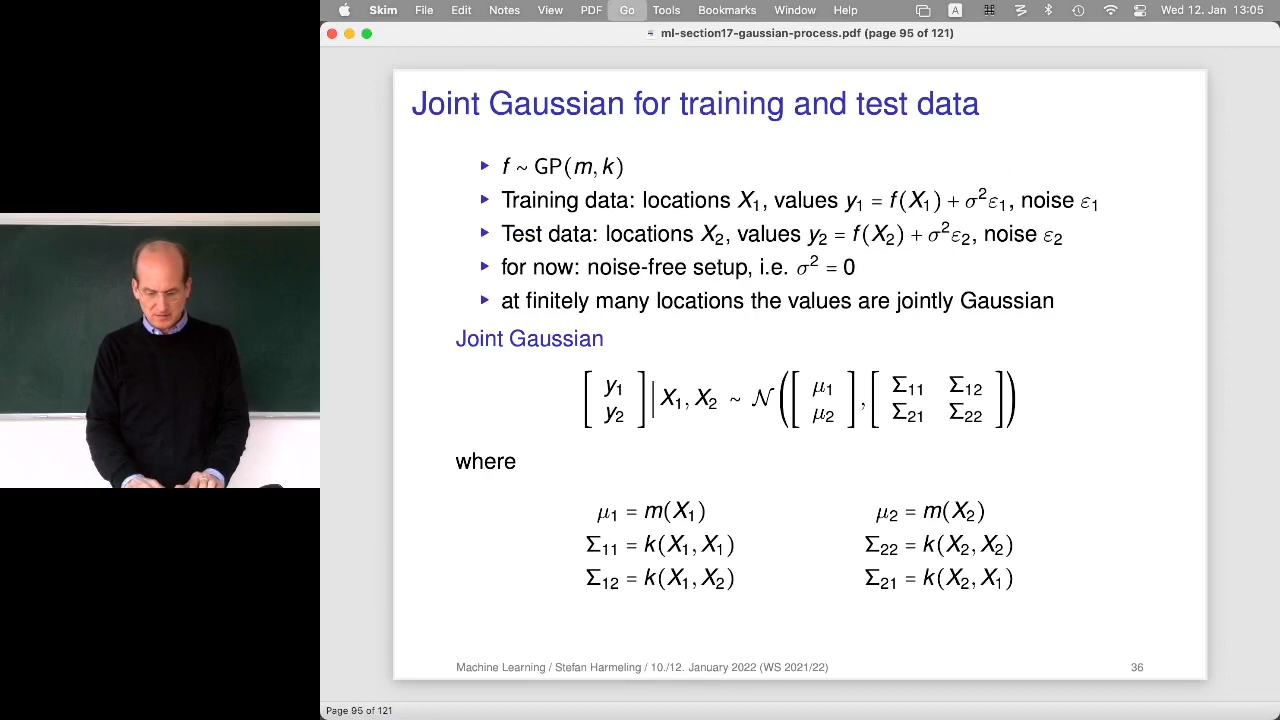 Skim File Edit Notes View PDF Go Tools Bookmarks Window Help A Wed 12. Jan 13:05
ml-section17-gaussian-process.pdf (page 95 of 121)
Joint Gaussian for training and test data
▸ f ~ GP(m, k)
▸ Training data: locations X₁, values y₁ = f(X₁) + σ²ε₁, noise ε₁
▸ Test data: locations X₂, values y₂ = f(X₂) + σ²ε₂, noise ε₂
▸ for now: noise-free setup, i.e. σ² = 0
▸ at finitely many locations the values are jointly Gaussian
Joint Gaussian
[ y₁ y₂ ] | X₁, X₂ ~ 𝒩 ( [ μ₁ μ₂ ], [ Σ₁₁ Σ₁₂ Σ₂₁ Σ₂₂ ] )
where
μ₁ = m(X₁) μ₂ = m(X₂)
Σ₁₁ = k(X₁, X₁) Σ₂₂ = k(X₂, X₂)
Σ₁₂ = k(X₁, X₂) Σ₂₁ = k(X₂, X₁)
Machine Learning / Stefan Harmeling / 10./12. January 2022 (WS 2021/22) 36
Page 95 of 121